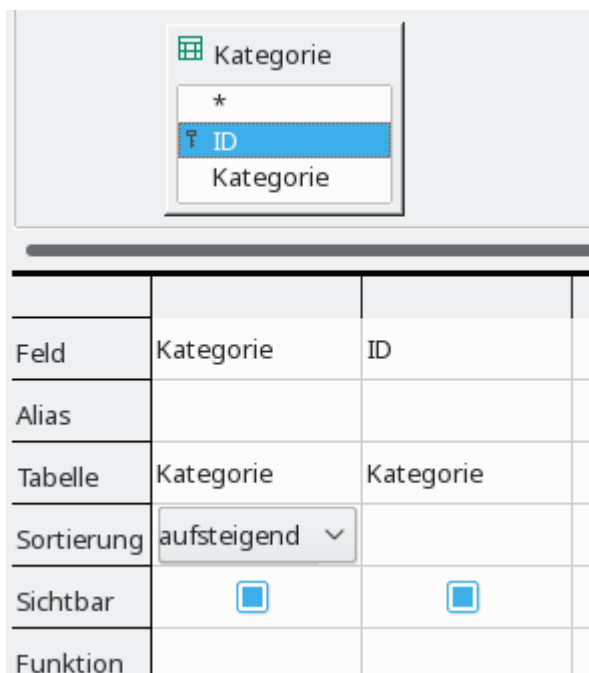 Kategorie
*
ID
Kategorie
Feld Kategorie ID
Alias
Tabelle Kategorie Kategorie
Sortierung aufsteigend
Sichtbar
Funktion